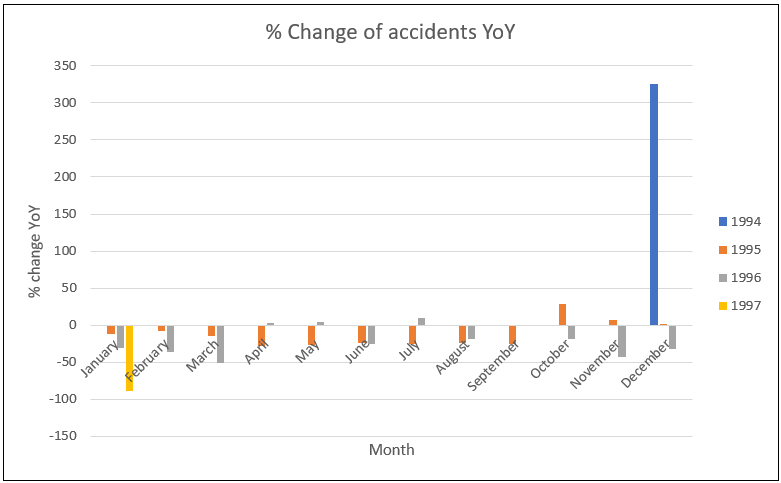 % Change of accidents YoY
350
300
250
200
150
100
50
0
-50
-100
-150
% change YoY
January
February
March
April
May
June
July
August
September
October
November
December
Month
1994
1995
1996
1997